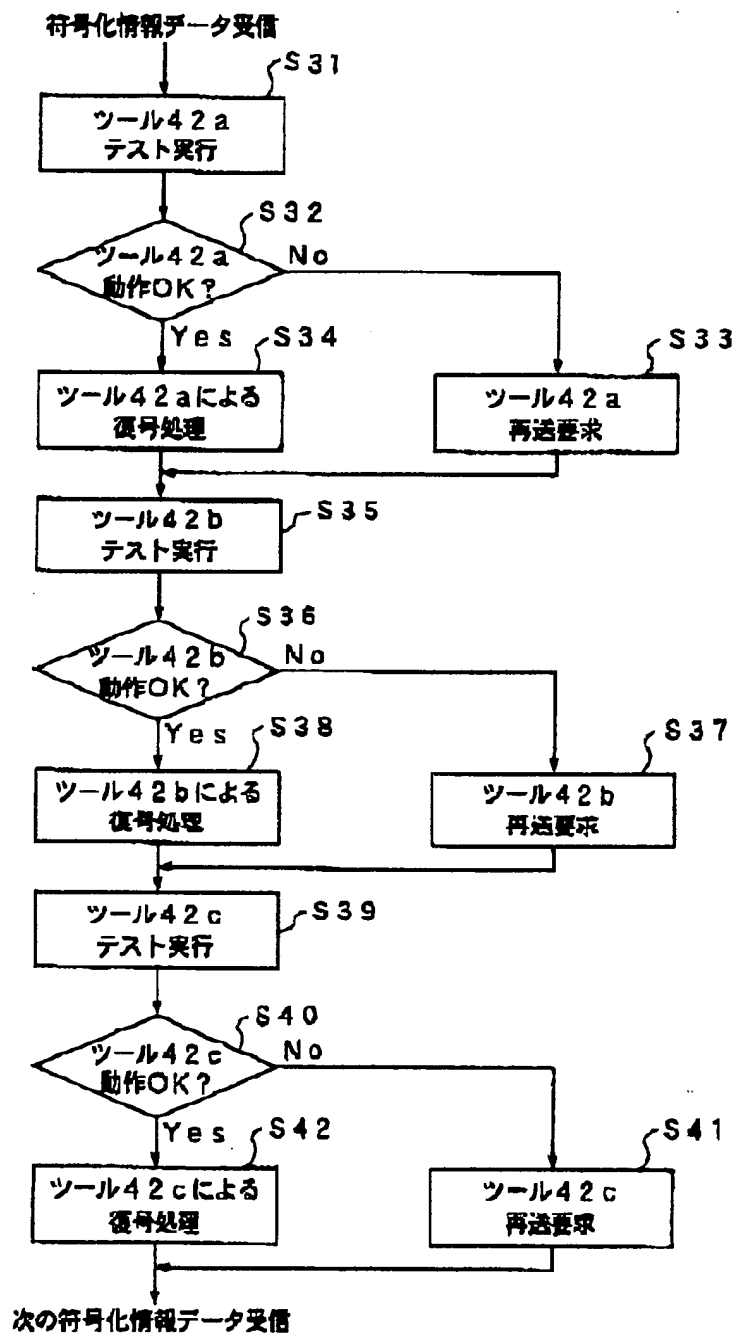 符号化情報データ受信
S31
ツール42a
テスト実行
S32
ツール42a
動作OK?
No
Yes
S34
S33
ツール42aによる
復号処理
ツール42a
再送要求
ツール42b
テスト実行
S35
S36
ツール42b
動作OK?
No
Yes
S38
S37
ツール42bによる
復号処理
ツール42b
再送要求
ツール42c
テスト実行
S39
S40
ツール42c
動作OK?
No
Yes
S42
S41
ツール42cによる
復号処理
ツール42c
再送要求
次の符号化情報データ受信